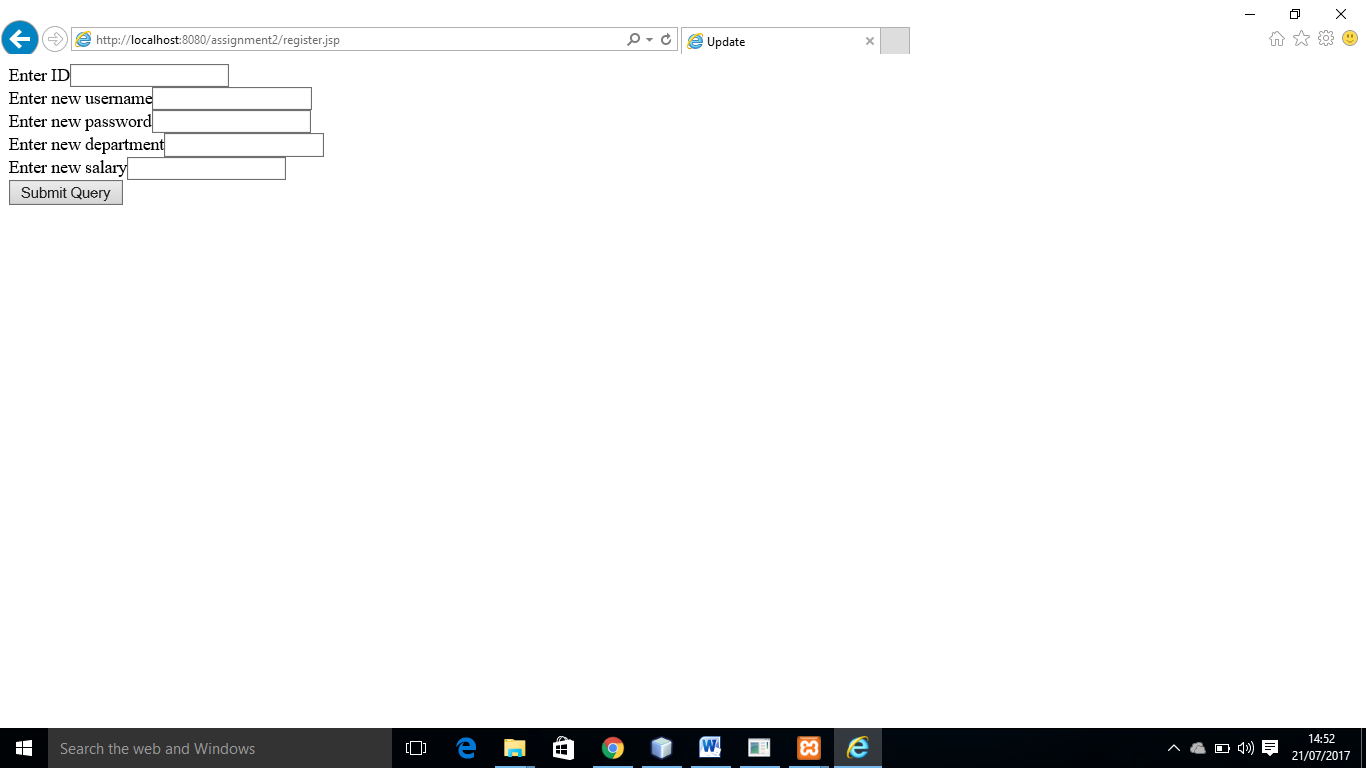 http://localhost:8080/assignment2/register.jsp
Update
Enter ID
Enter new username
Enter new password
Enter new department
Enter new salary
Submit Query
Search the web and Windows
14:52
21/07/2017